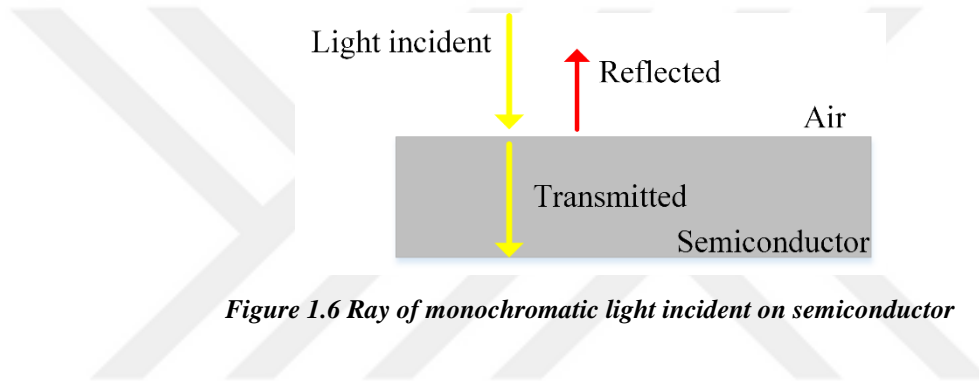 Light incident
Reflected
Air
Transmitted
Semiconductor
Figure 1.6 Ray of monochromatic light incident on semiconductor